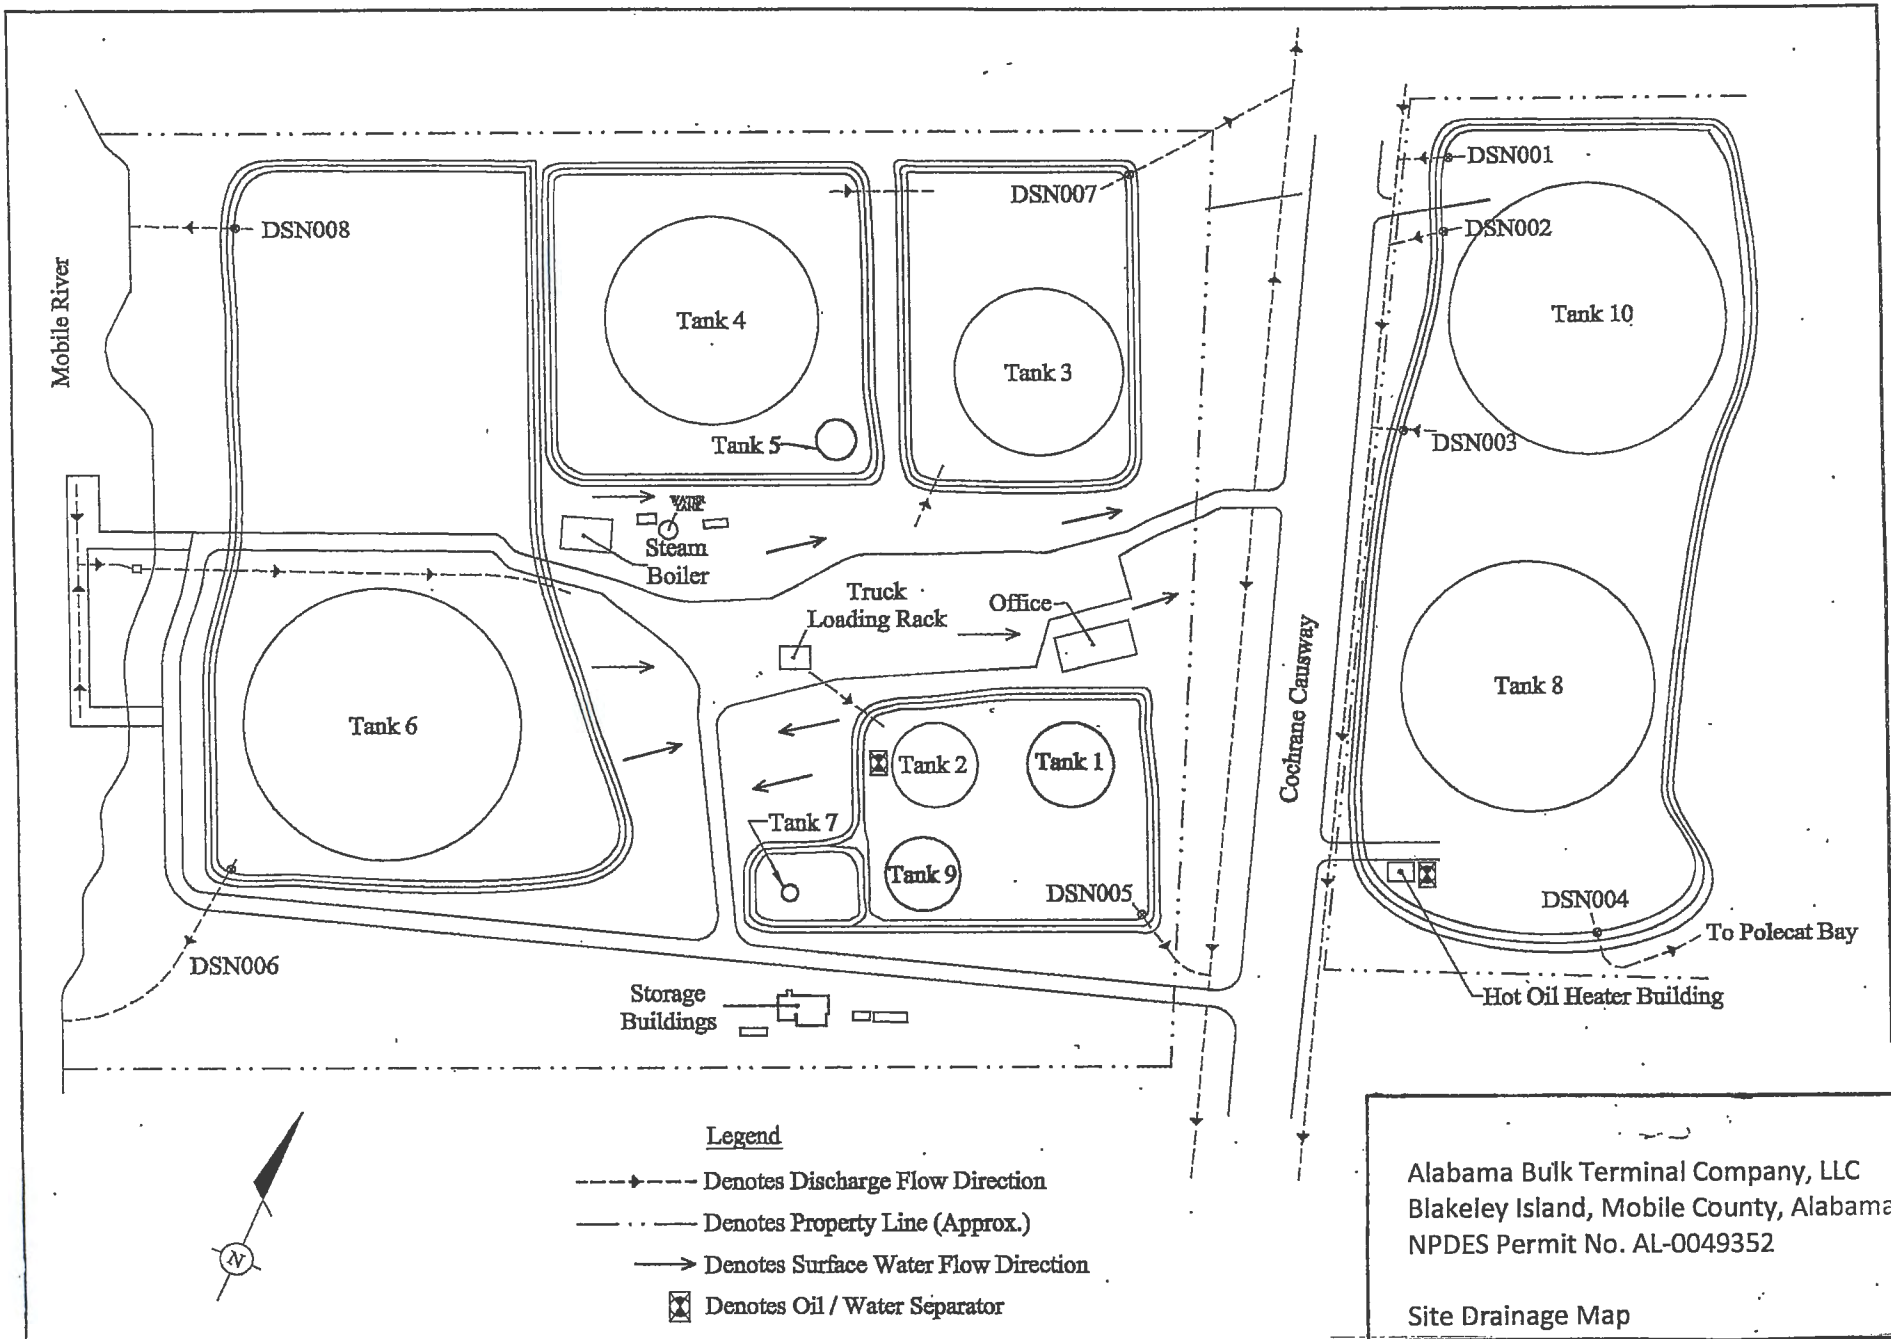 DSN001
DSN007
DSN002
DSN008
Mobile River
Tank 4
Tank 10
Tank 3
Tank 5
DSN003
WATER
TANK
Steam
Boiler
Truck
Loading Rack
Office
Cochrane Causway
Tank 8
Tank 6
Tank 2
Tank 1
Tank 7
Tank 9
DSN005
DSN004
To Polecat Bay
DSN006
Storage
Buildings
Hot Oil Heater Building
Legend
Denotes Discharge Flow Direction
Denotes Property Line (Approx.)
Denotes Surface Water Flow Direction
Denotes Oil / Water Separator
N
Alabama Bulk Terminal Company, LLC
Blakeley Island, Mobile County, Alabama
NPDES Permit No. AL-0049352
Site Drainage Map